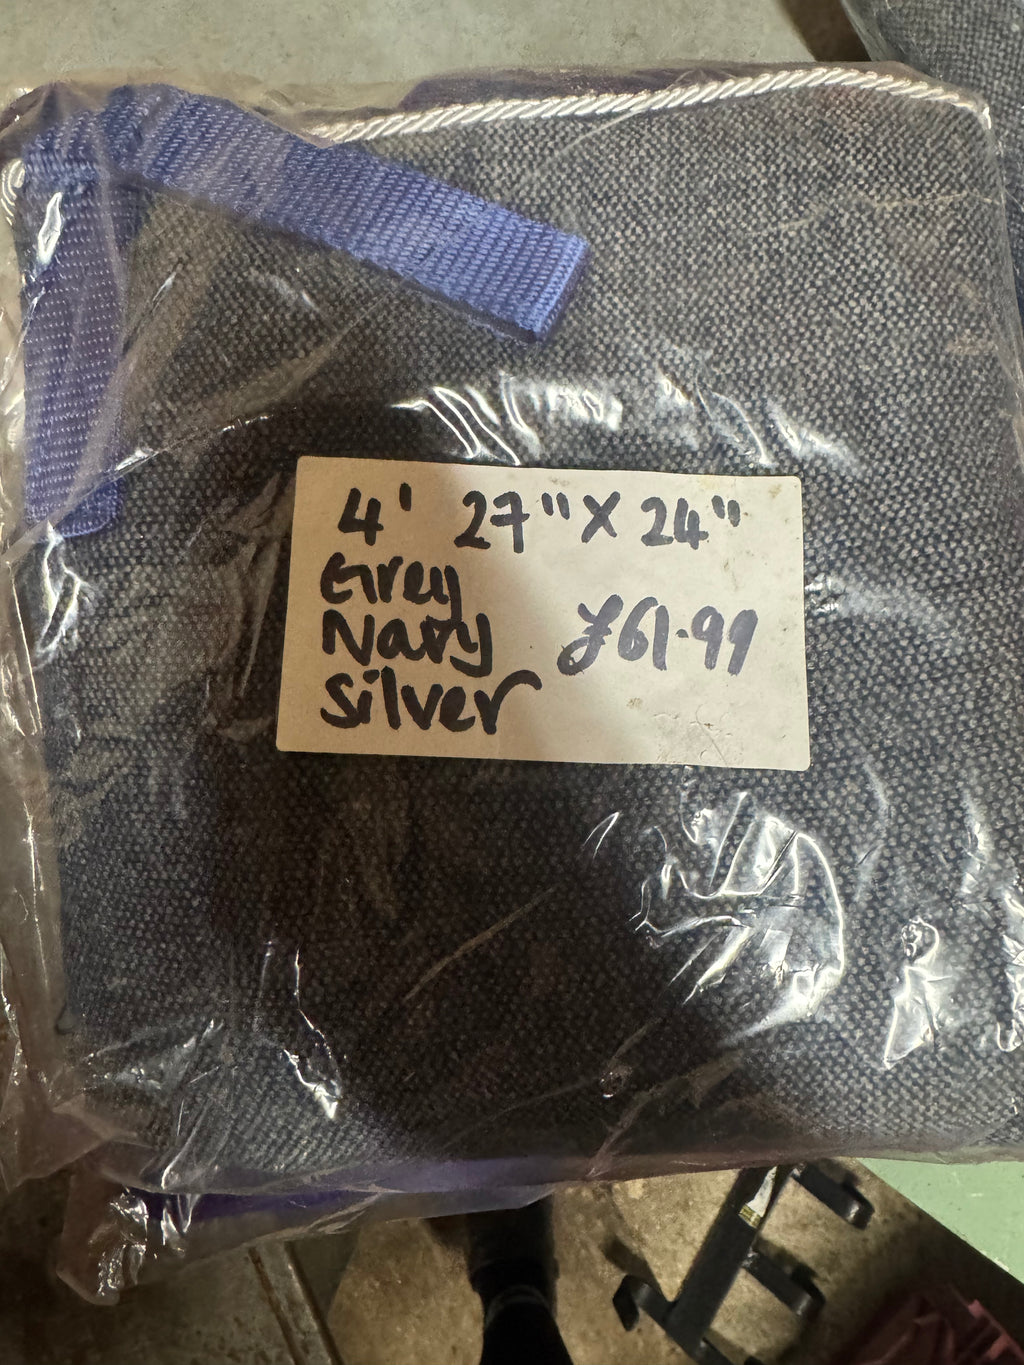 4' 27" X 24"
Grey
Navy £61.99
Silver